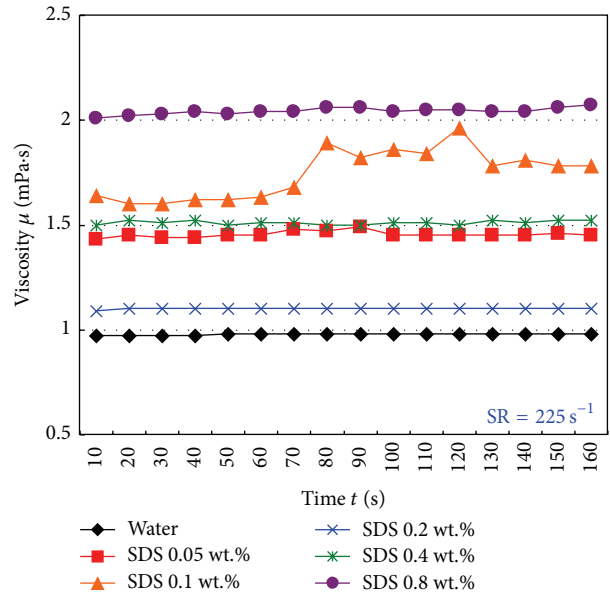 2.5
2
1.5
1
0.5
Viscosity μ (mPa·s)
SR = 225 s⁻¹
10 20 30 40 50 60 70 80 90 100 110 120 130 140 150 160
Time t (s)
Water
SDS 0.05 wt.%
SDS 0.1 wt.%
SDS 0.2 wt.%
SDS 0.4 wt.%
SDS 0.8 wt.%